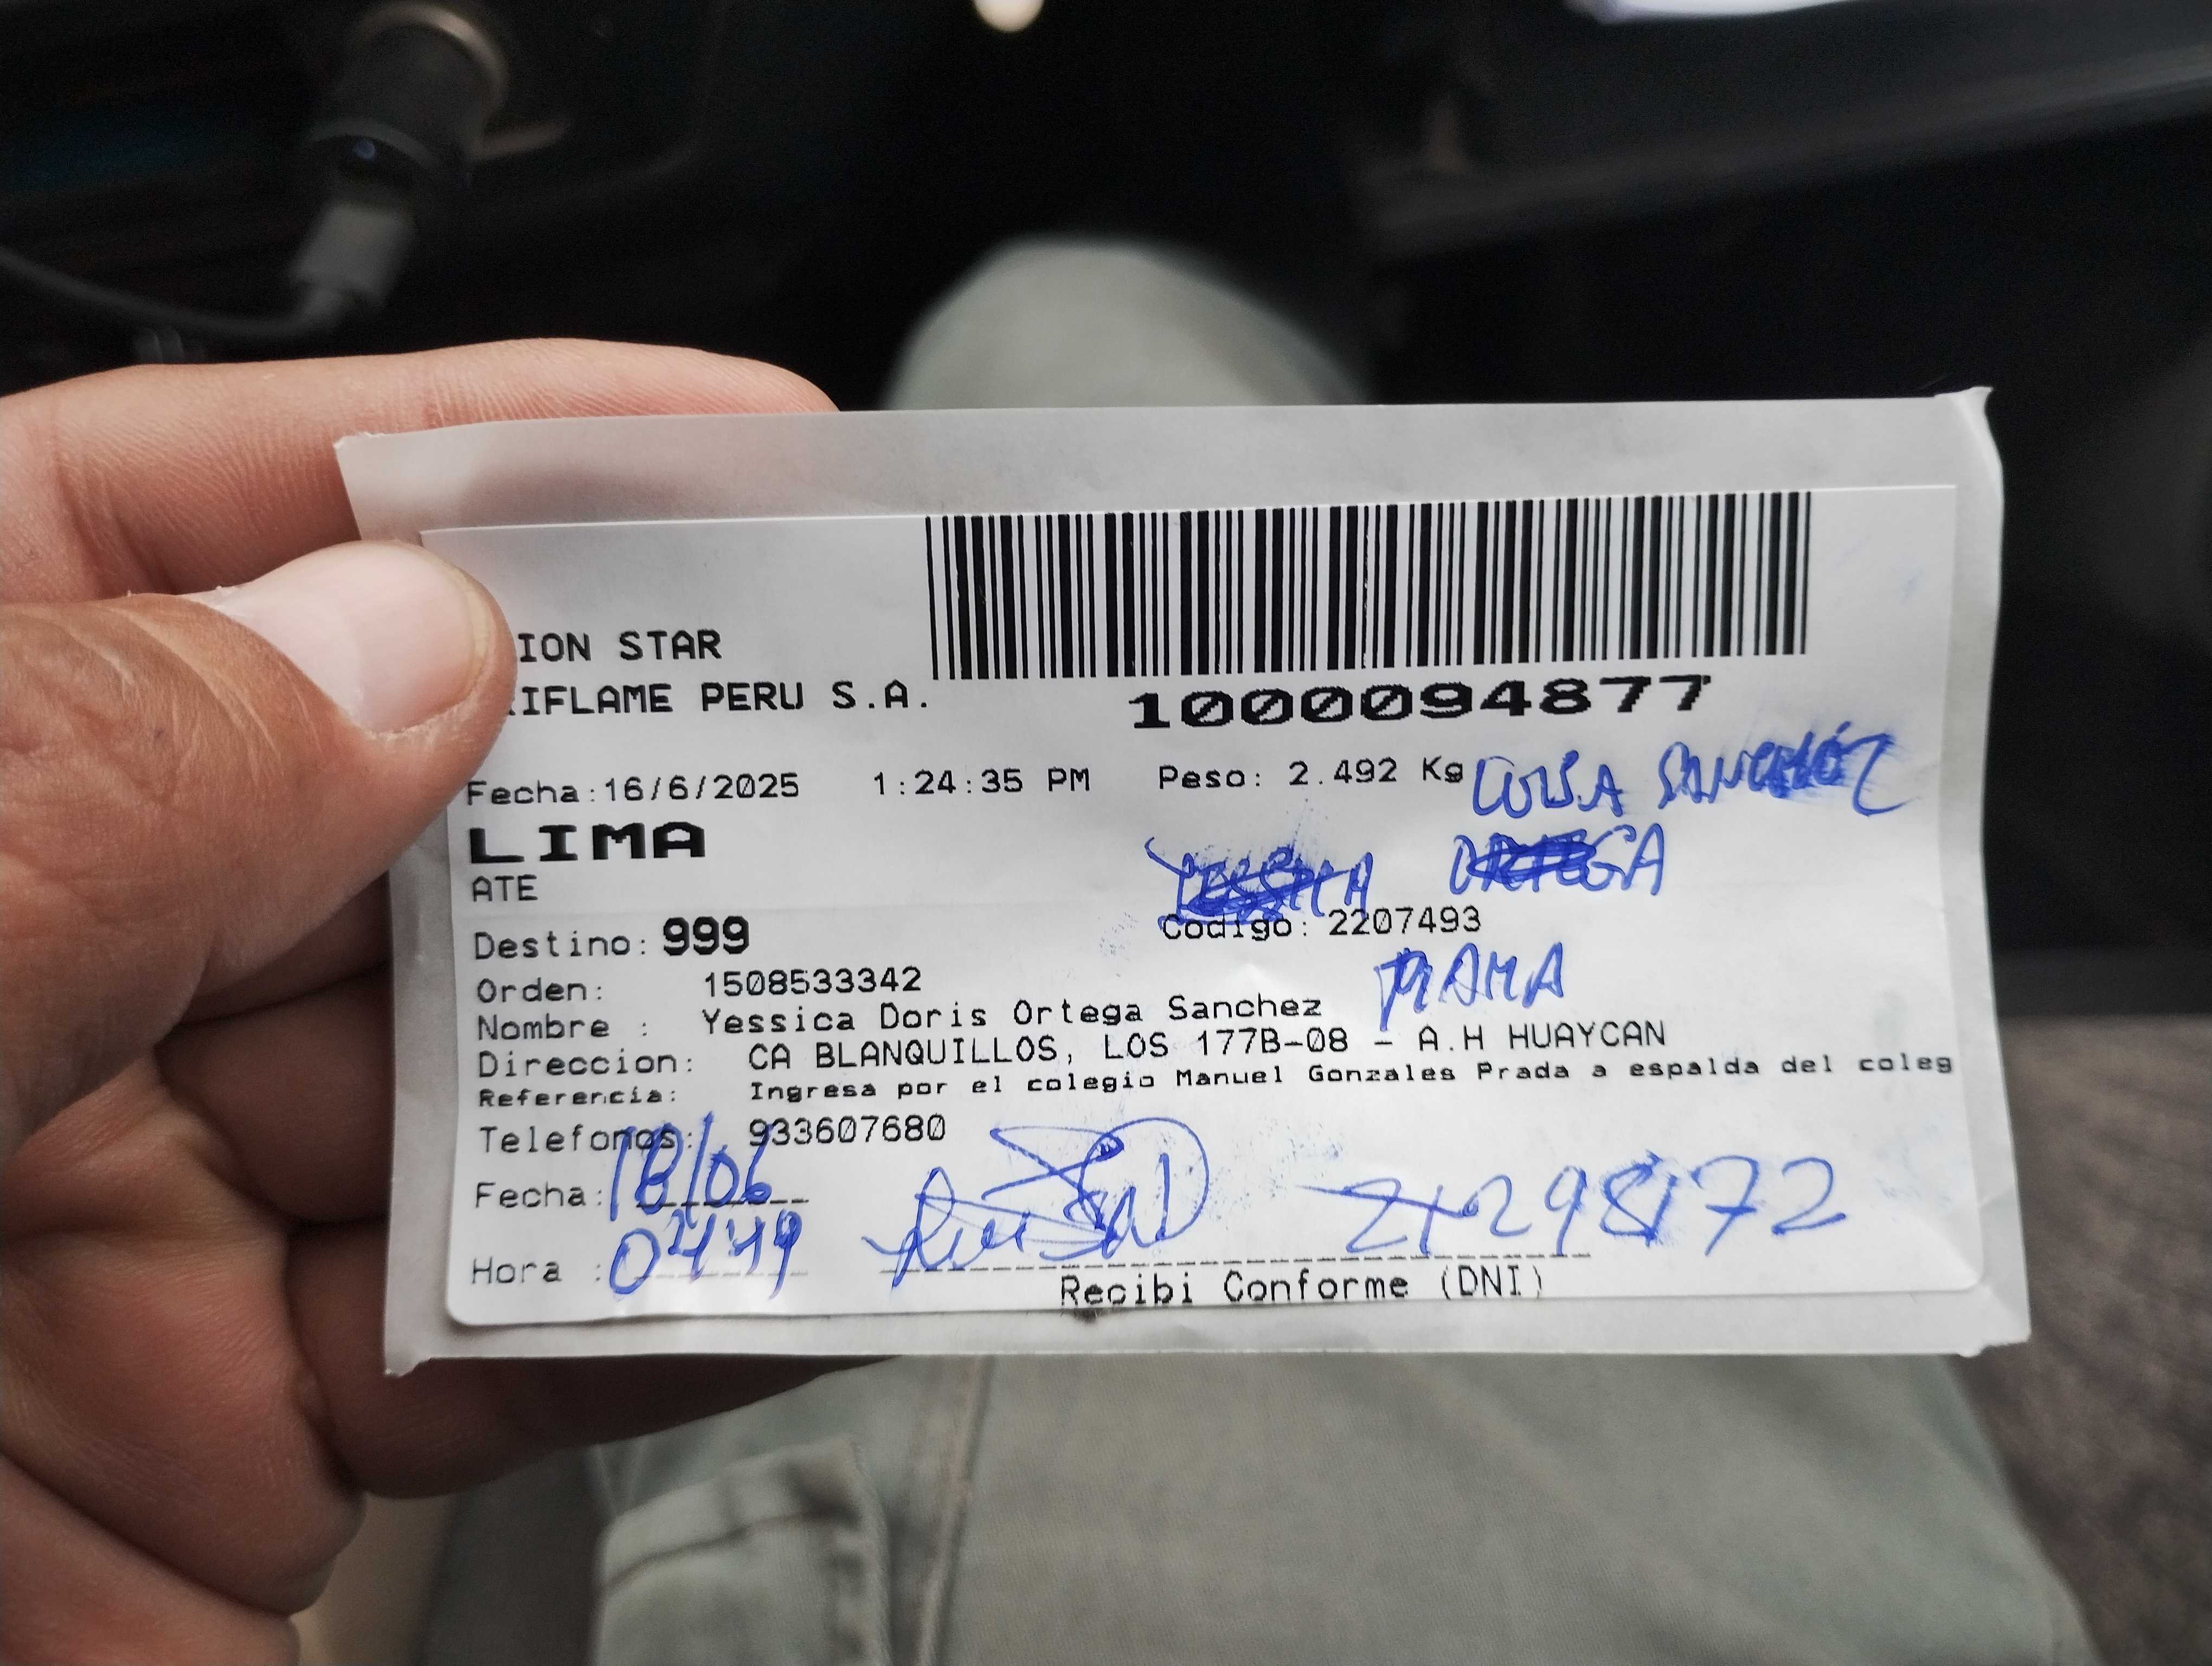 ION STAR
IFLAME PERU S.A.
1000094877
Fecha:16/6/2025 1:24:35 PM Peso: 2.492 Kg LUISA SANCHEZ
LIMA
ATE ORTEGA
Destino: 999 Codigo: 2207493
MAMA
Orden: 1508533342
Nombre : Yessica Doris Ortega Sanchez
Direccion: CA BLANQUILLOS, LOS 177B-08 - A.H HUAYCAN
Referencia: Ingresa por el colegio Manuel Gonzales Prada a espalda del coleg
Telefonos: 933607680
Fecha: 18/06
Hora :
Recibi Conforme (DNI)